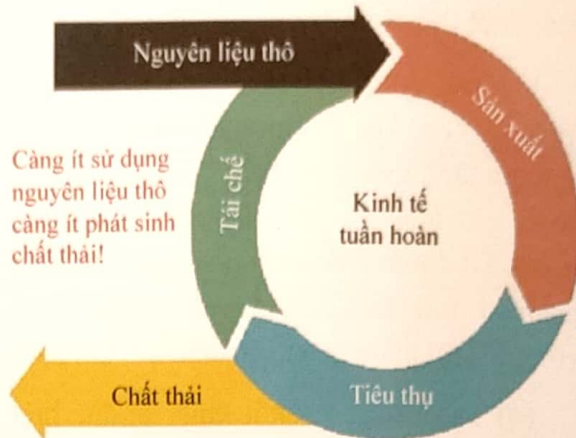 Nguyên liệu thô
Sản xuất
Càng ít sử dụng
nguyên liệu thô
càng ít phát sinh
chất thải!
Tái chế
Kinh tế
tuần hoàn
Chất thải
Tiêu thụ